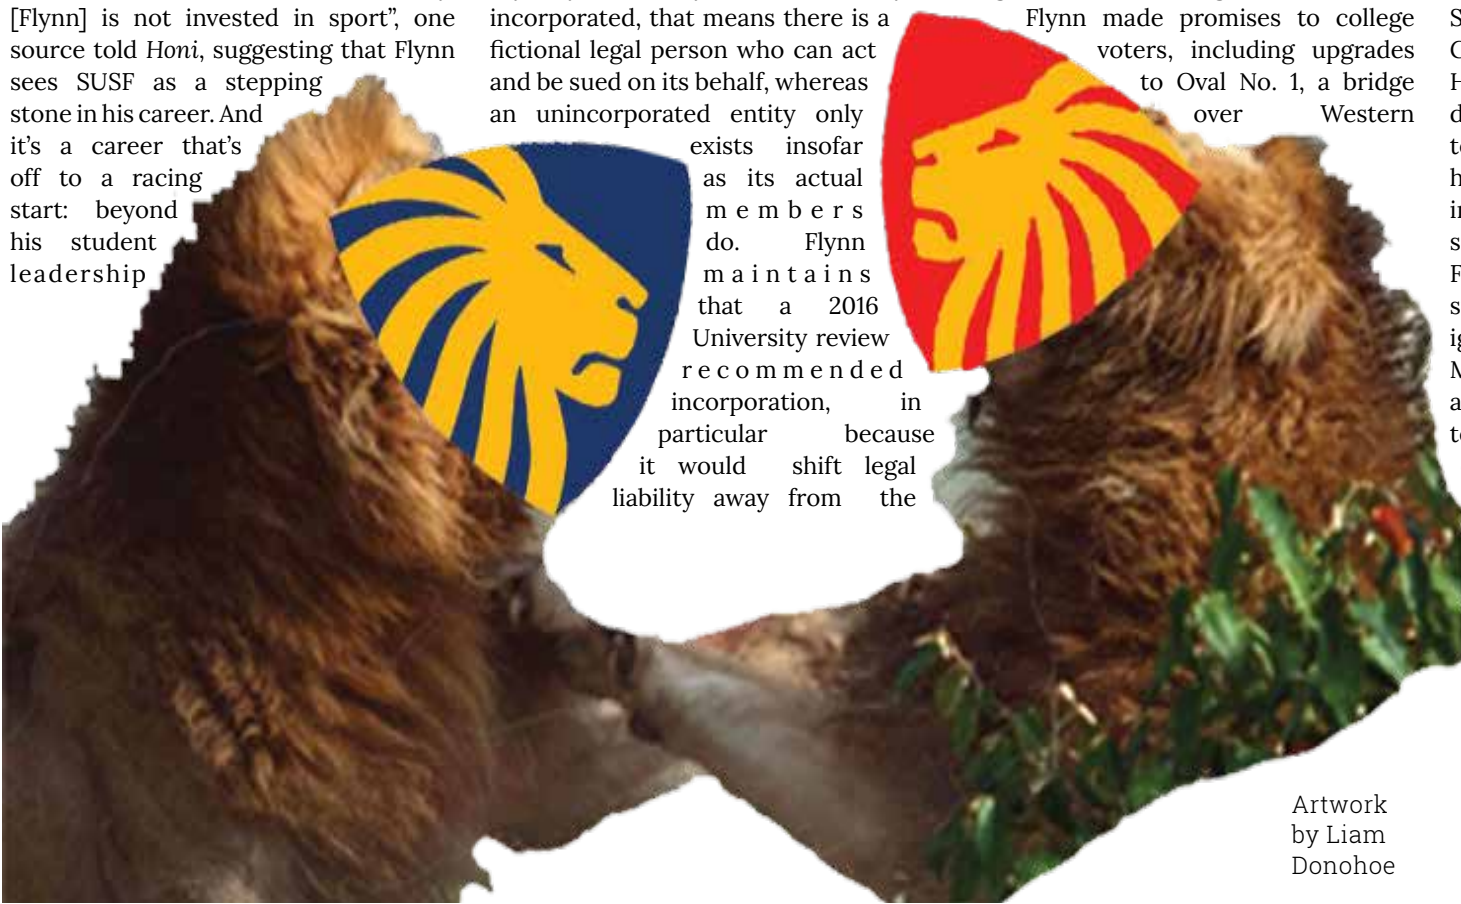 [Flynn] is not invested in sport”, one
source told Honi, suggesting that Flynn
sees SUSF as a stepping
stone in his career. And
it’s a career that’s
off to a racing
start: beyond
his student
leadership
incorporated, that means there is a
fictional legal person who can act
and be sued on its behalf, whereas
an unincorporated entity only
exists insofar
as its actual
members
do. Flynn
maintains
that a 2016
University review
recommended
incorporation, in
particular because
it would shift legal
liability away from the
Flynn made promises to college
voters, including upgrades
to Oval No. 1, a bridge
over Western
Artwork
by Liam
Donohoe